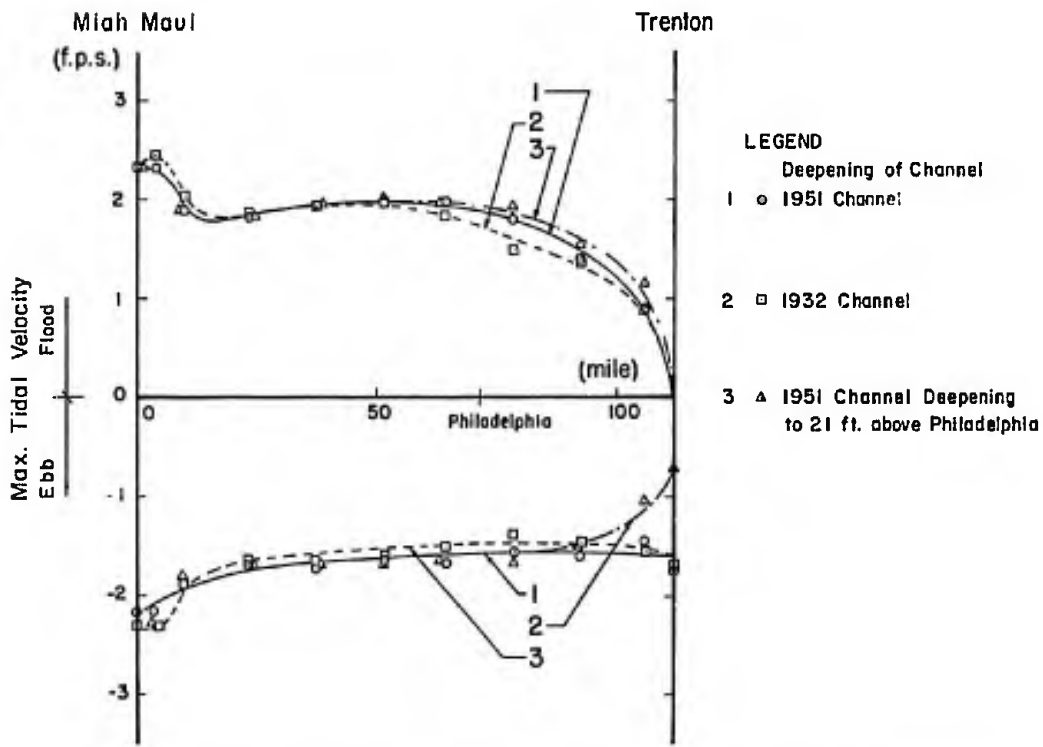 Miah Maul
Trenton
(f.p.s.)
3
2
1
0
-1
-2
-3
Max. Tidal Velocity
Flood
Ebb
1
2
3
(mile)
0
50
100
Philadelphia
1
2
3
LEGEND
Deepening of Channel
1 1951 Channel
2 1932 Channel
3 1951 Channel Deepening
to 21 ft. above Philadelphia